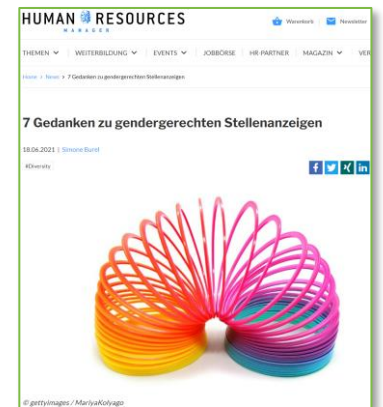 HUMAN RESOURCES
MANAGER
Warenkorb Newsletter
THEMEN WEITERBILDUNG EVENTS JOBBÖRSE HR-PARTNER MAGAZIN VER
Home > News > 7 Gedanken zu gendergerechten Stellenanzeigen
7 Gedanken zu gendergerechten Stellenanzeigen
18.06.2021 | Simone Burel
#Diversity
© gettyimages / MariyaKolyago